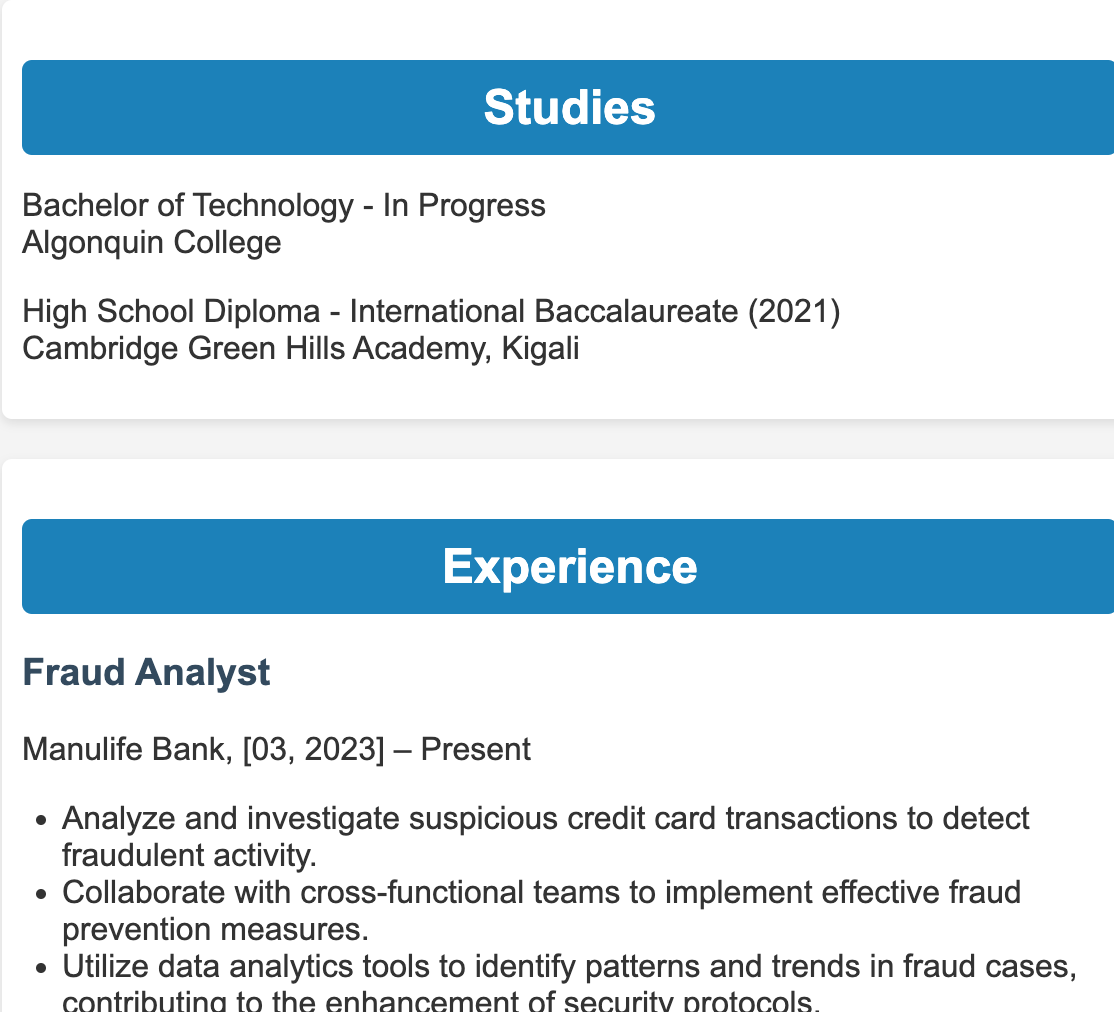 Studies
Bachelor of Technology - In Progress
Algonquin College
High School Diploma - International Baccalaureate (2021)
Cambridge Green Hills Academy, Kigali
Experience
Fraud Analyst
Manulife Bank, [03, 2023] – Present
• Analyze and investigate suspicious credit card transactions to detect
fraudulent activity.
• Collaborate with cross-functional teams to implement effective fraud
prevention measures.
• Utilize data analytics tools to identify patterns and trends in fraud cases,
contributing to the enhancement of security protocols.